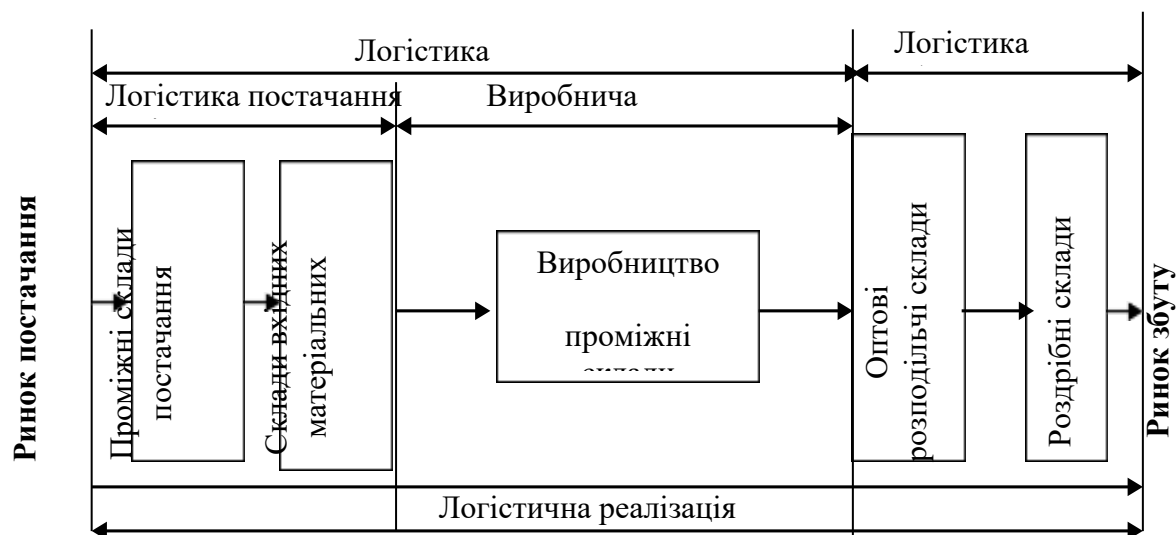 Логістика
Логістика
Логістика постачання
Виробнича
Ринок постачання
Проміжні склади
постачання
Склади вхідних
матеріальних
Виробництво
проміжні
склади
Оптові
розподільчі склади
Роздрібні склади
Ринок збуту
Логістична реалізація